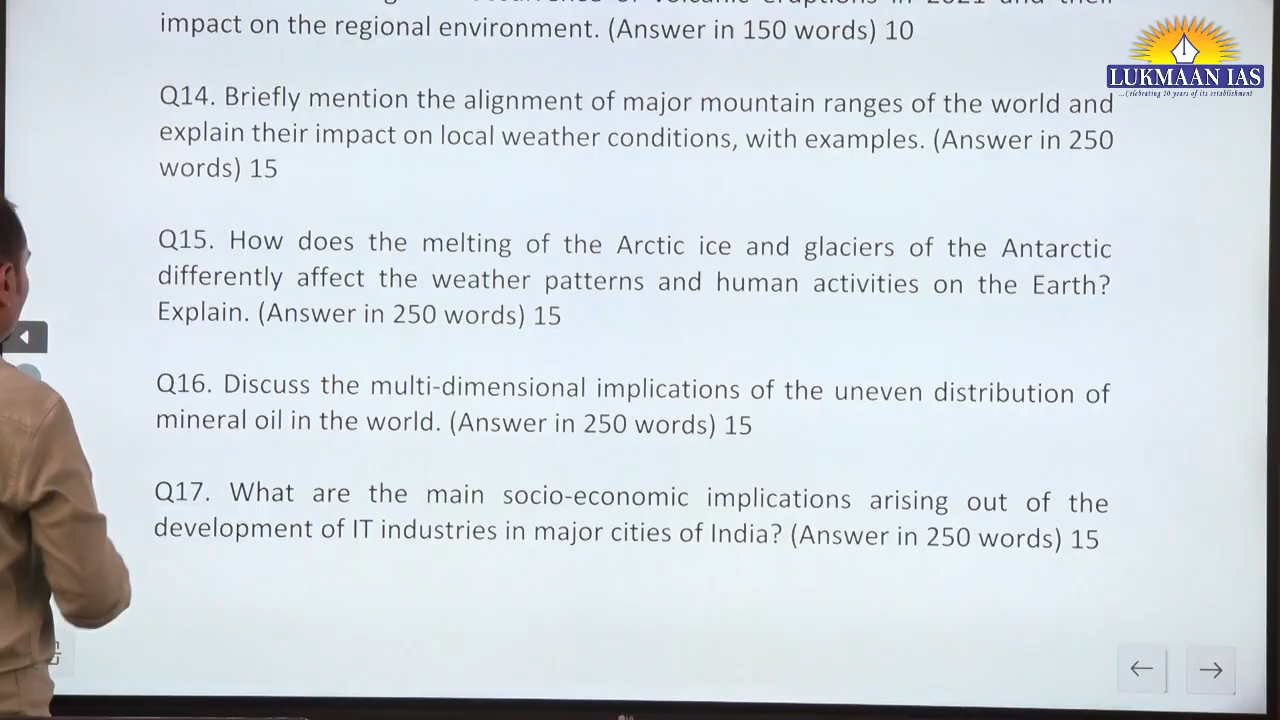 impact on the regional environment. (Answer in 150 words) 10
LUKMAAN IAS
...Celebrating 10 years of its establishment
Q14. Briefly mention the alignment of major mountain ranges of the world and
explain their impact on local weather conditions, with examples. (Answer in 250
words) 15
Q15. How does the melting of the Arctic ice and glaciers of the Antarctic
differently affect the weather patterns and human activities on the Earth?
Explain. (Answer in 250 words) 15
Q16. Discuss the multi-dimensional implications of the uneven distribution of
mineral oil in the world. (Answer in 250 words) 15
Q17. What are the main socio-economic implications arising out of the
development of IT industries in major cities of India? (Answer in 250 words) 15